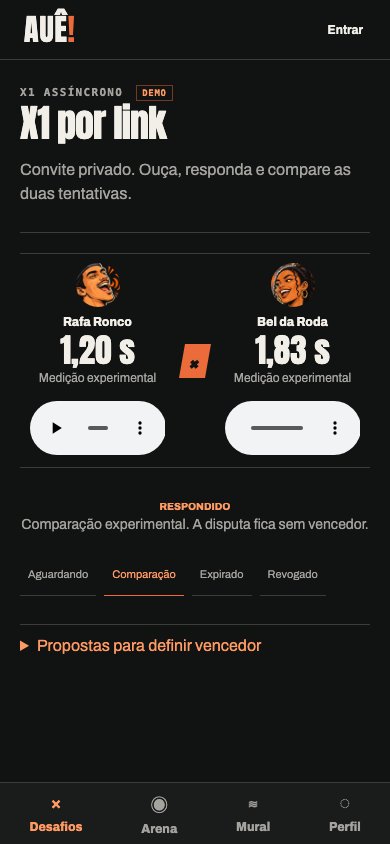 AUÊ!
Entrar
X1 ASSÍNCRONO DEMO
X1 por link
Convite privado. Ouça, responda e compare as
duas tentativas.
Rafa Ronco
Bel da Roda
1,20 s
1,83 s
Medição experimental
Medição experimental
RESPONDIDO
Comparação experimental. A disputa fica sem vencedor.
Aguardando Comparação Expirado Revogado
Propostas para definir vencedor
Desafios Arena Mural Perfil